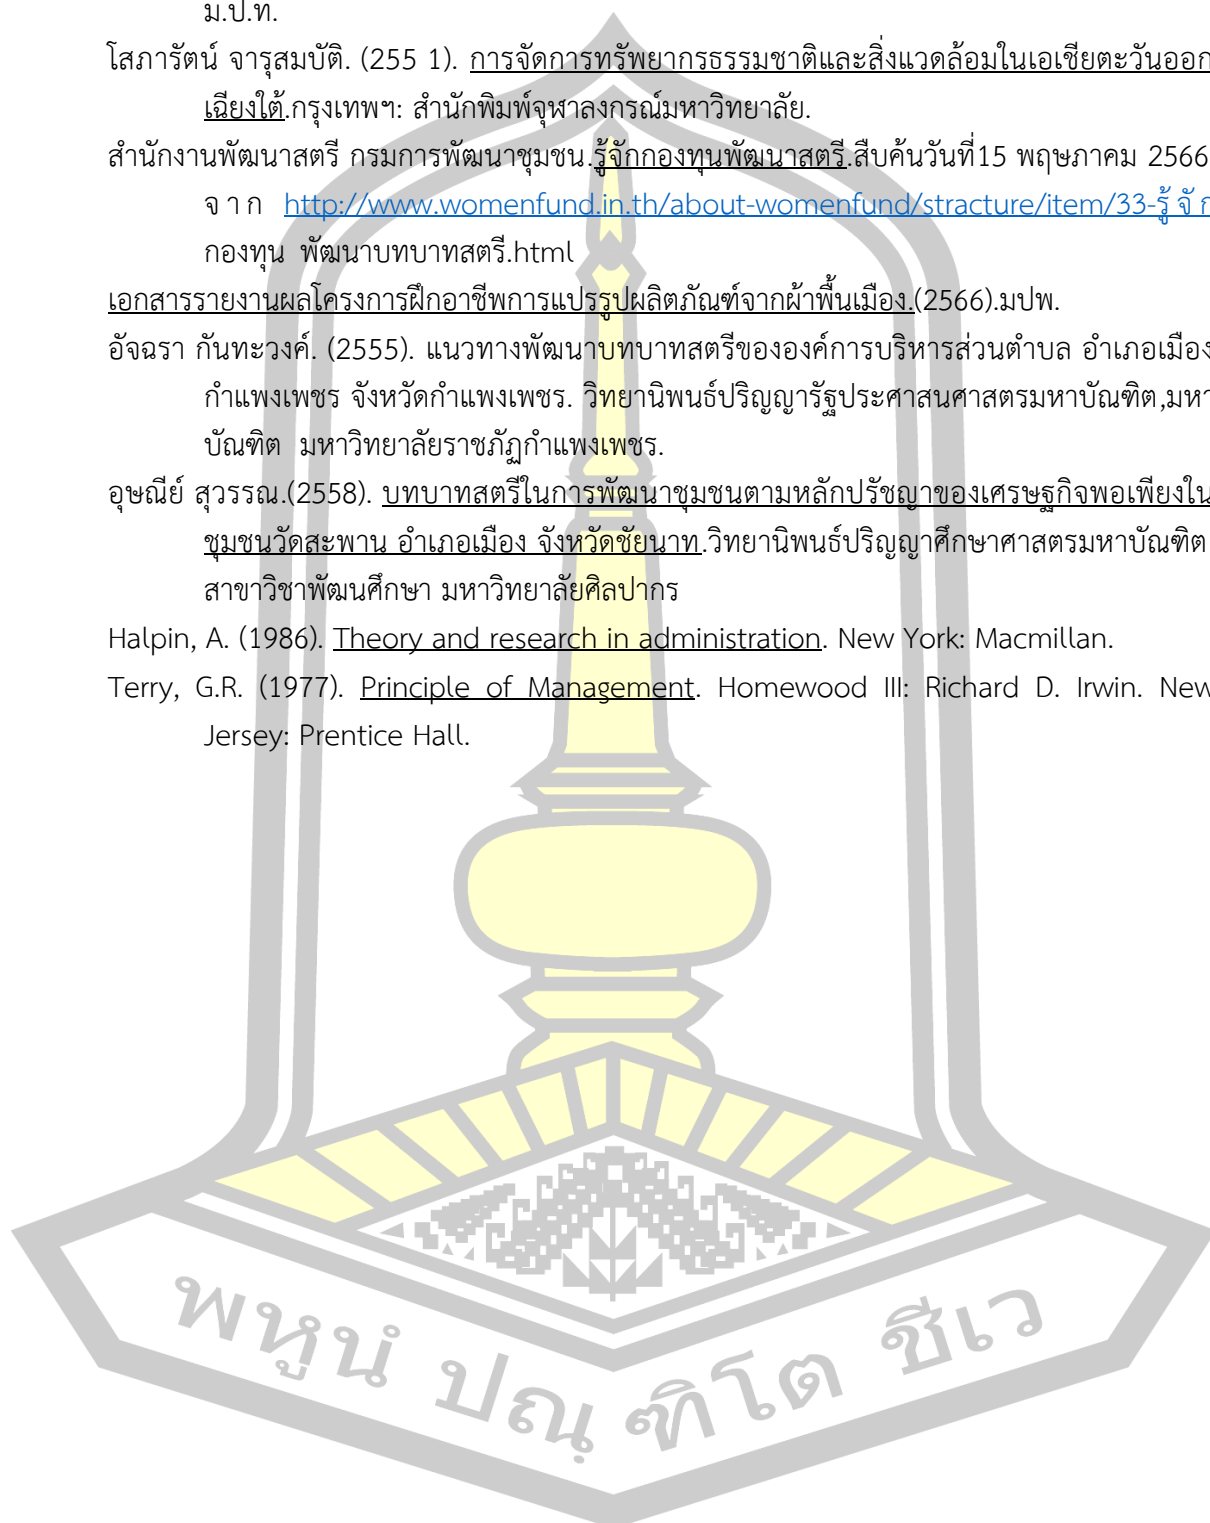 ม.ป.ท.
โสภารัตน์ จารุสมบัติ. (255 1). การจัดการทรัพยากรธรรมชาติและสิ่งแวดล้อมในเอเชียตะวันออก
เฉียงใต้.กรุงเทพฯ: สำนักพิมพ์จุฬาลงกรณ์มหาวิทยาลัย.
สำนักงานพัฒนาสตรี กรมการพัฒนาชุมชน.รู้จักกองทุนพัฒนาสตรี.สืบค้นวันที่15 พฤษภาคม 2566
จ า ก http://www.womenfund.in.th/about-womenfund/stracture/item/33-รู้ จั ก
กองทุน พัฒนาบทบาทสตรี.html
เอกสารรายงานผลโครงการฝึกอาชีพการแปรรูปผลิตภัณฑ์จากผ้าพื้นเมือง.(2566).มปพ.
อัจฉรา กันทะวงค์. (2555). แนวทางพัฒนาบทบาทสตรีขององค์การบริหารส่วนตำบล อำเภอเมือง
กำแพงเพชร จังหวัดกำแพงเพชร. วิทยานิพนธ์ปริญญารัฐประศาสนศาสตรมหาบัณฑิต,มหา
บัณฑิต มหาวิทยาลัยราชภัฏกำแพงเพชร.
อุษณีย์ สุวรรณ.(2558). บทบาทสตรีในการพัฒนาชุมชนตามหลักปรัชญาของเศรษฐกิจพอเพียงใน
ชุมชนวัดสะพาน อำเภอเมือง จังหวัดชัยนาท.วิทยานิพนธ์ปริญญาศึกษาศาสตรมหาบัณฑิต
สาขาวิชาพัฒนศึกษา มหาวิทยาลัยศิลปากร
Halpin, A. (1986). Theory and research in administration. New York: Macmillan.
Terry, G.R. (1977). Principle of Management. Homewood III: Richard D. Irwin. New
Jersey: Prentice Hall.
พหูนํ ปณฺฑิโต ชีเว